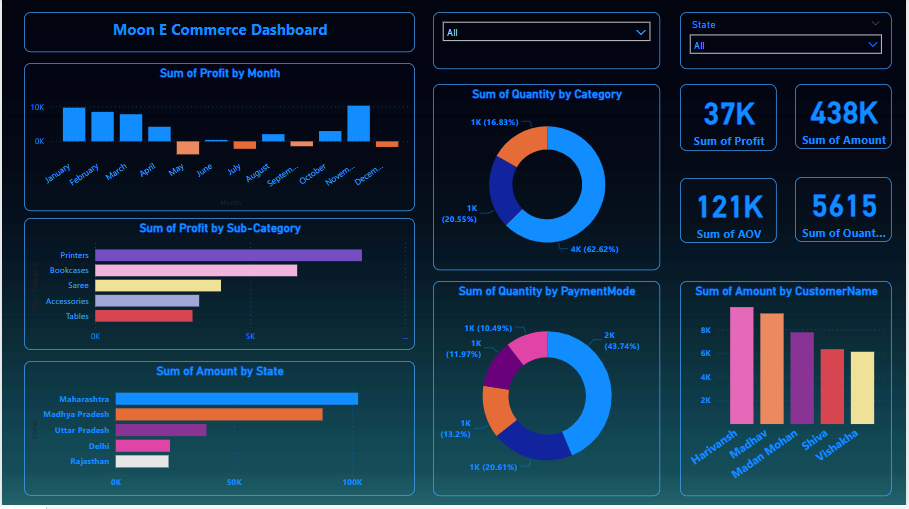 Moon E Commerce Dashboard
All
State
All
Sum of Profit by Month
10K
0K
January
February
March
April
May
June
July
August
Septem...
October
Novem...
Decem...
Month
Sum of Quantity by Category
1K (16.83%)
1K
(20.55%)
4K (62.62%)
37K
Sum of Profit
438K
Sum of Amount
121K
Sum of AOV
5615
Sum of Quant...
Sum of Profit by Sub-Category
Printers
Bookcases
Saree
Accessories
Tables
0K
5K
...
Sum of Amount by State
Maharashtra
Madhya Pradesh
Uttar Pradesh
Delhi
Rajasthan
0K
50K
100K
Sum of Quantity by PaymentMode
1K (10.49%)
1K
(11.97%)
1K
(13.2%)
1K (20.61%)
2K
(43.74%)
Sum of Amount by CustomerName
8K
6K
4K
2K
Harivansh
Madhav
Madan Mohan
Shiva
Vishakha